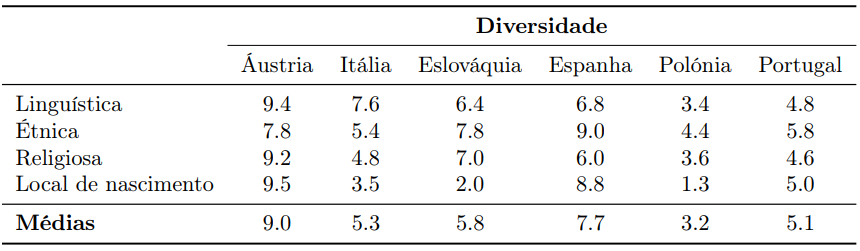 Diversidade
Áustria Itália Eslováquia Espanha Polónia Portugal
Linguística 9.4 7.6 6.4 6.8 3.4 4.8
Étnica 7.8 5.4 7.8 9.0 4.4 5.8
Religiosa 9.2 4.8 7.0 6.0 3.6 4.6
Local de nascimento 9.5 3.5 2.0 8.8 1.3 5.0
Médias 9.0 5.3 5.8 7.7 3.2 5.1